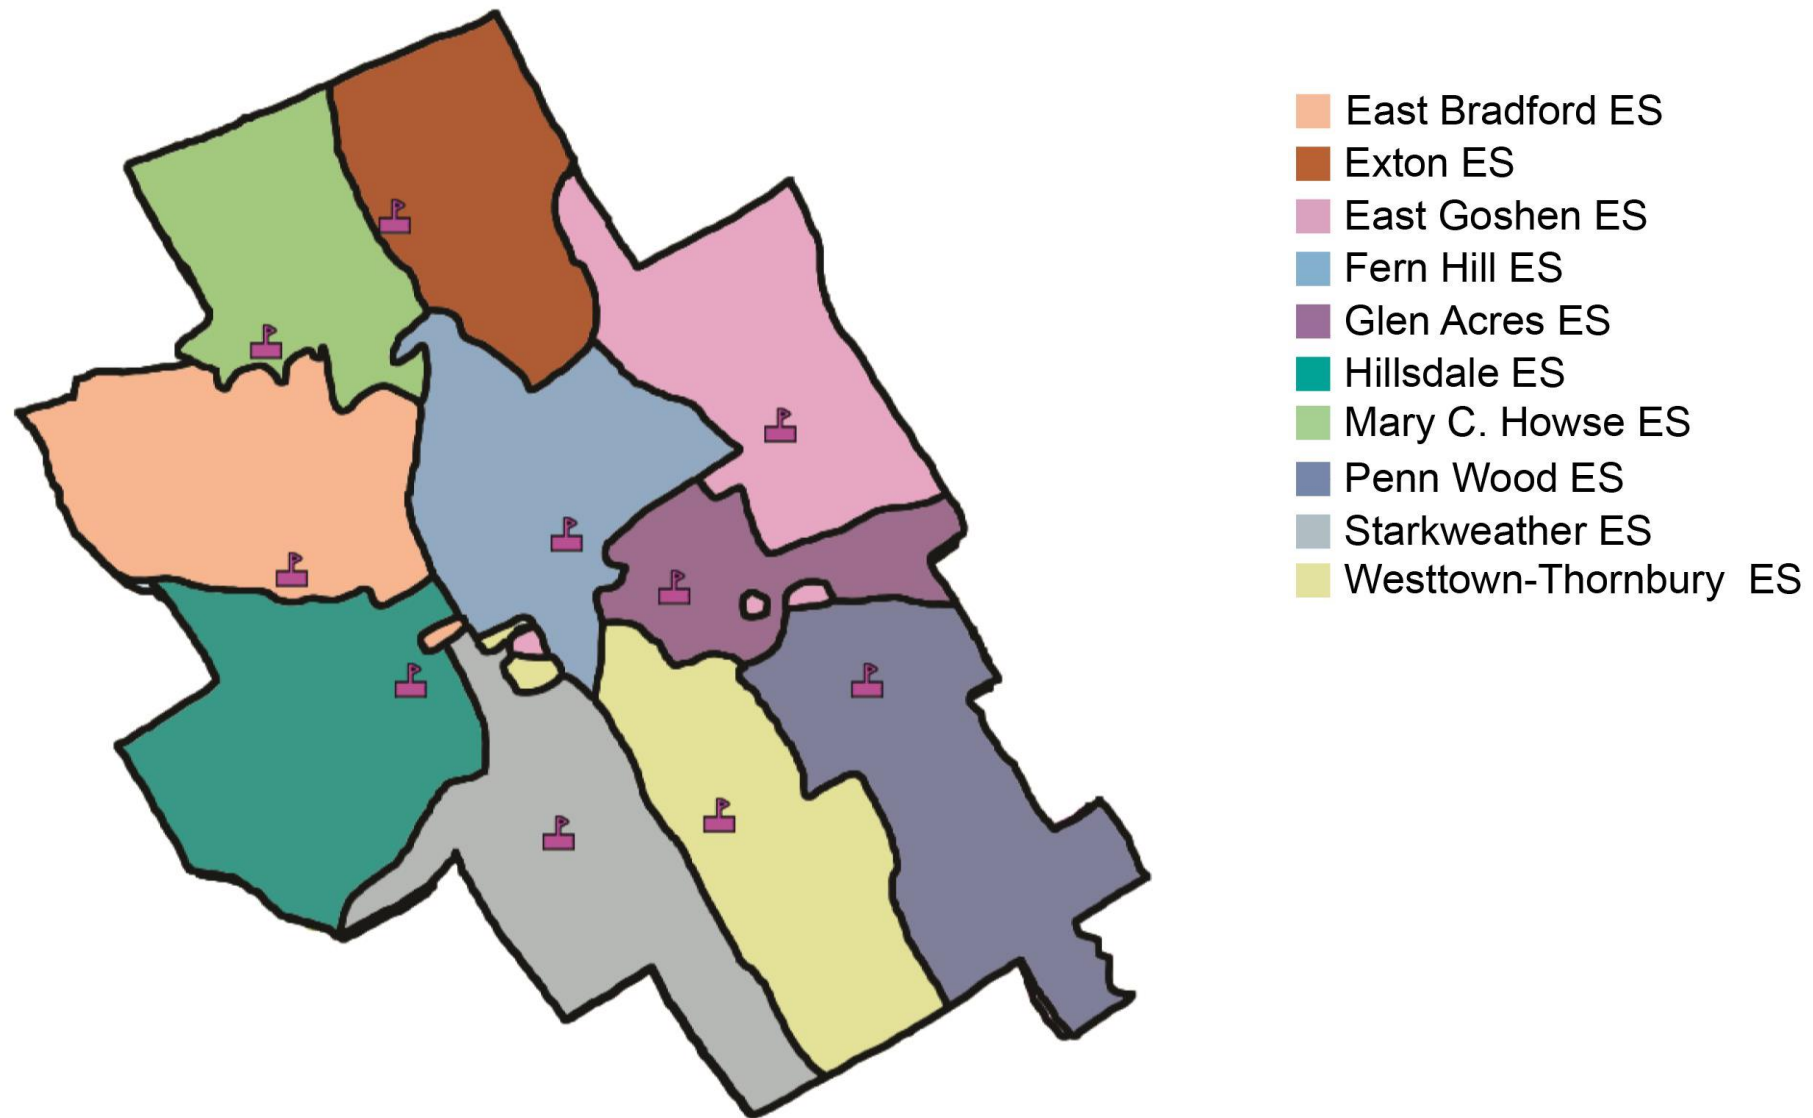 East Bradford ES
Exton ES
East Goshen ES
Fern Hill ES
Glen Acres ES
Hillsdale ES
Mary C. Howse ES
Penn Wood ES
Starkweather ES
Westtown-Thornbury  ES